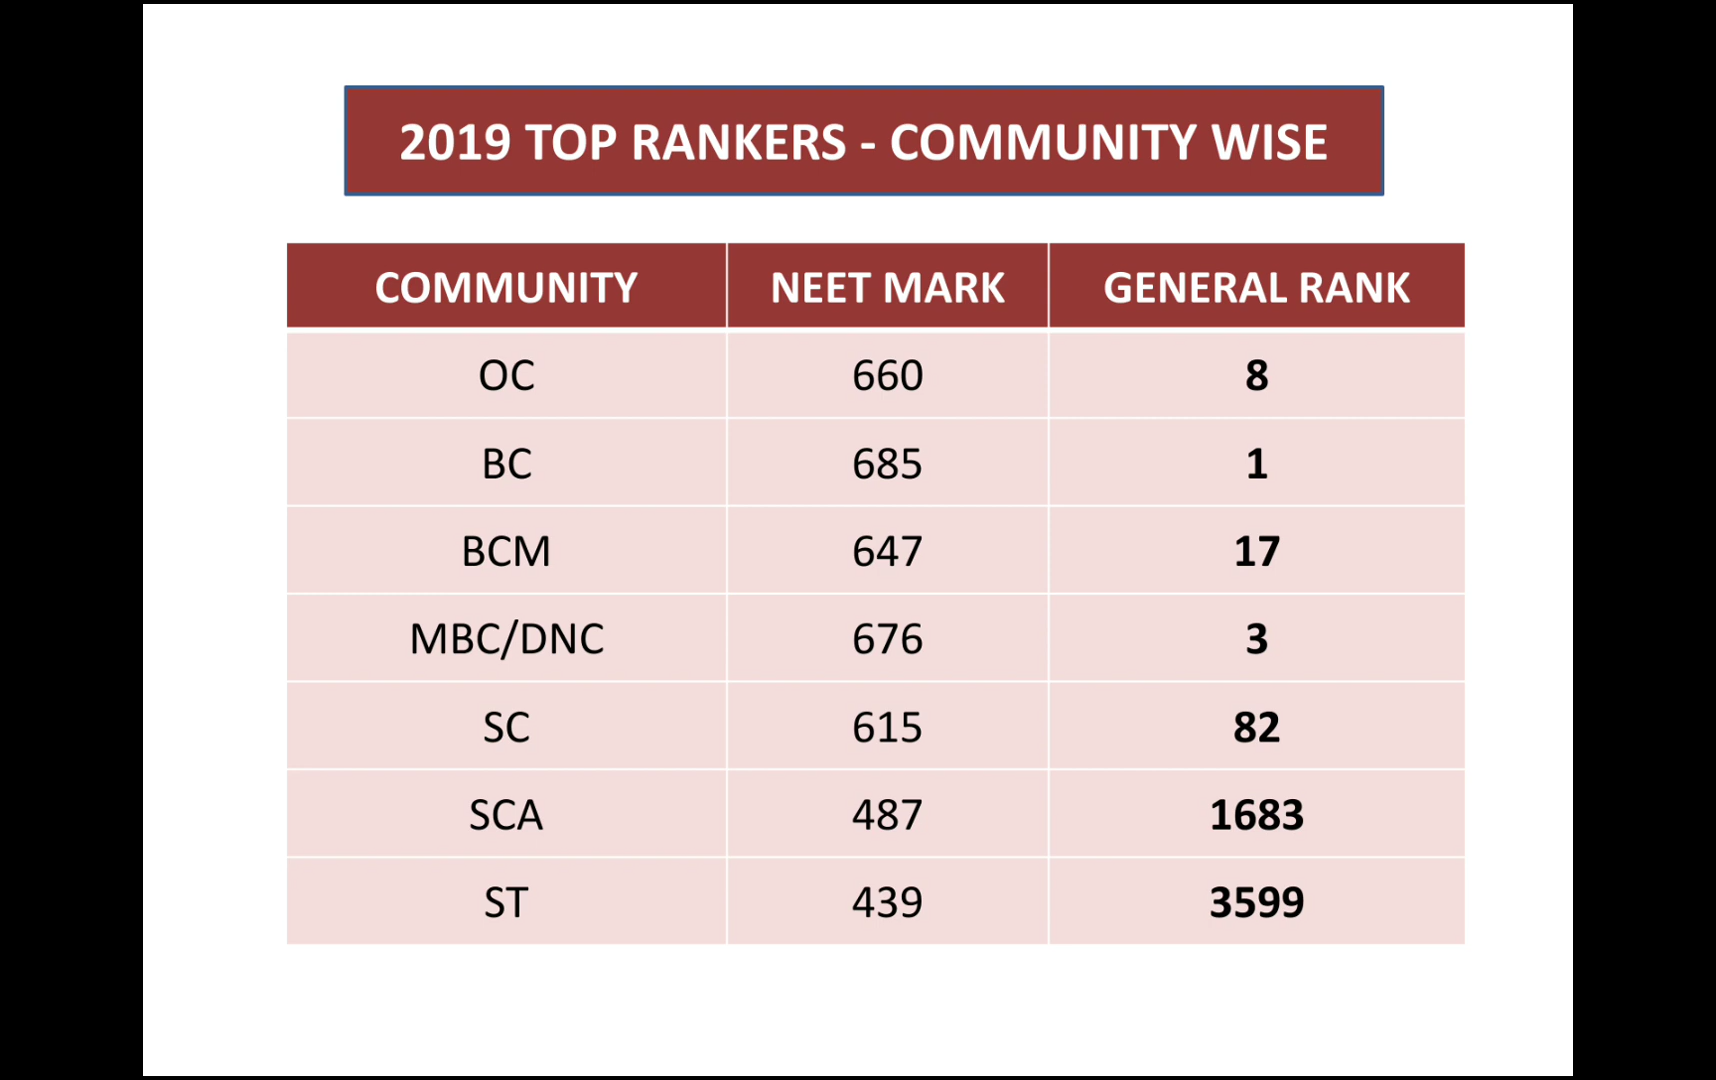 2019 TOP RANKERS - COMMUNITY WISE
COMMUNITY NEET MARK GENERAL RANK
OC 660 8
BC 685 1
BCM 647 17
MBC/DNC 676 3
SC 615 82
SCA 487 1683
ST 439 3599